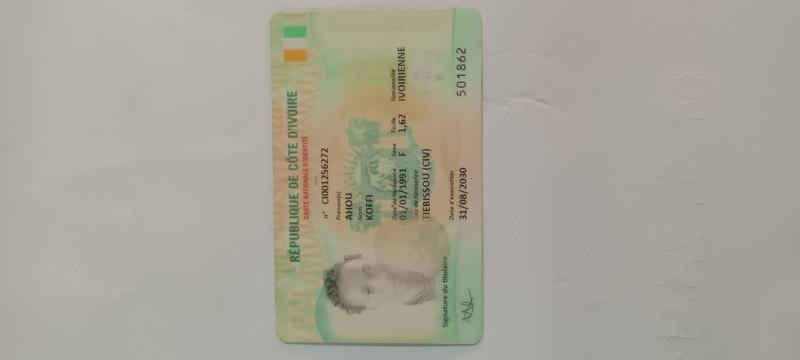 RÉPUBLIQUE DE CÔTE D'IVOIRE
CARTE NATIONALE D'IDENTITÉ
n° CI001256272
Prénom(s)
AHOU
Nom
KOFFI
Date de Naissance Sexe Taille Nationalité
01/01/1991 F 1,62 IVOIRIENNE
Lieu de Naissance
TIEBISSOU (CIV)
Signature du titulaire
Date d'expiration
31/08/2030
501862